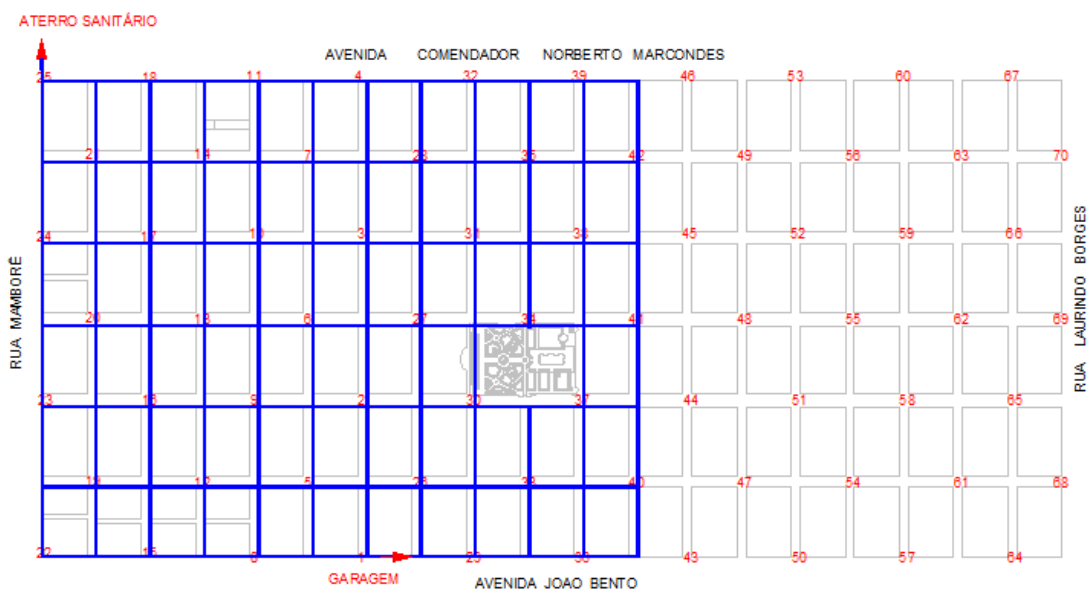 ATERRO SANITÁRIO
AVENIDA COMENDADOR NORBERTO MARCONDES
25 18 11 4 32 39 46 53 60 67
21 14 7 28 35 42 49 56 63 70
24 17 10 3 31 38 45 52 59 66
RUA MAMBORÊ
RUA LAURINDO BORGES
20 13 6 27 34 41 48 55 62 69
23 16 9 2 30 37 44 51 58 65
19 12 5 26 33 40 47 54 61 68
22 15 8 1 29 36 43 50 57 64
GARAGEM
AVENIDA JOAO BENTO